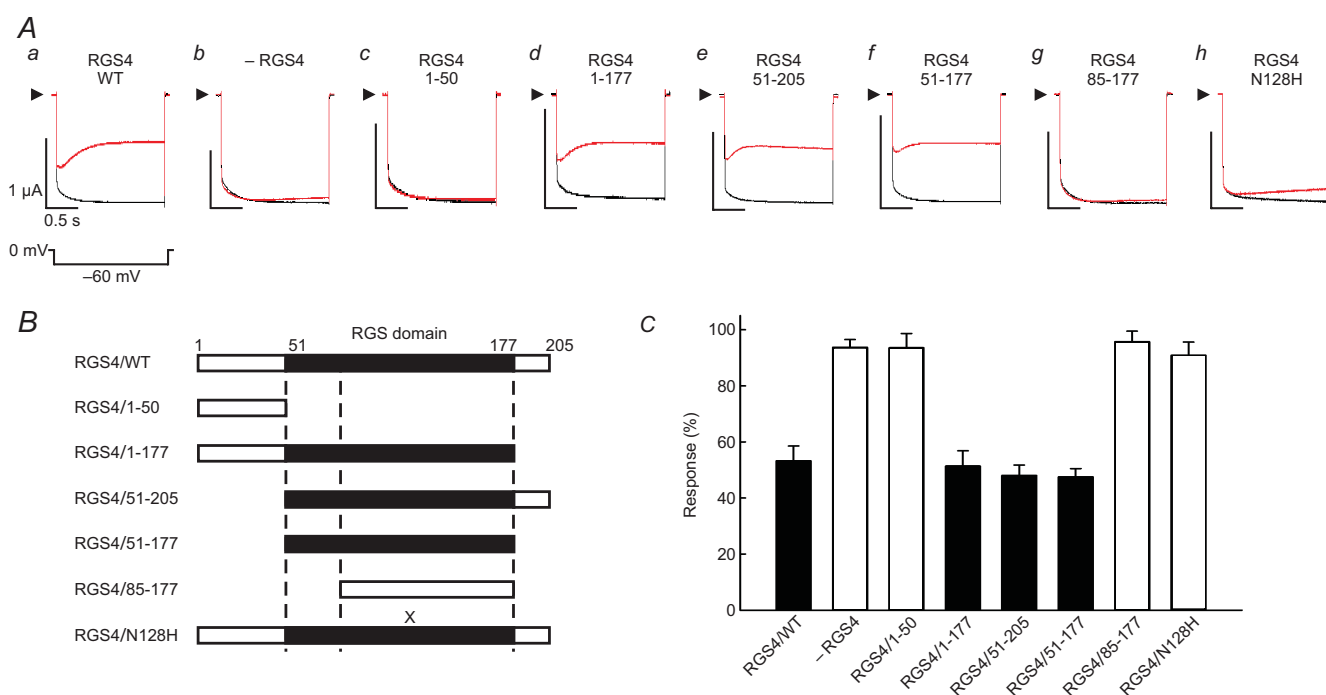 A
a
RGS4
WT
b
– RGS4
c
RGS4
1-50
d
RGS4
1-177
e
RGS4
51-205
f
RGS4
51-177
g
RGS4
85-177
h
RGS4
N128H
1 µA
0.5 s
0 mV
–60 mV
B
RGS domain
1 51 177 205
RGS4/WT
RGS4/1-50
RGS4/1-177
RGS4/51-205
RGS4/51-177
RGS4/85-177
X
RGS4/N128H
C
Response (%)
100
80
60
40
20
0
RGS4/WT
– RGS4
RGS4/1-50
RGS4/1-177
RGS4/51-205
RGS4/51-177
RGS4/85-177
RGS4/N128H